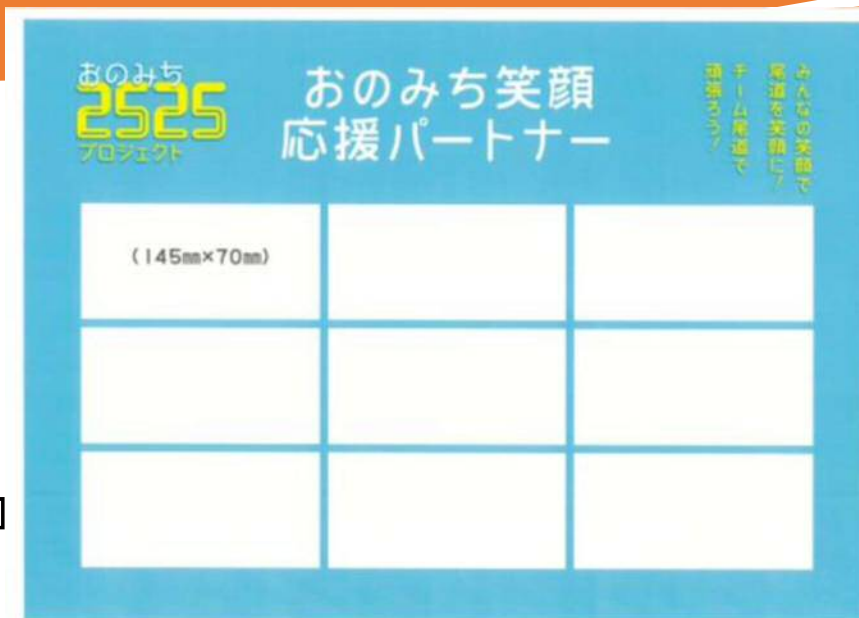 おのみち
2525
プロジェクト
おのみち笑顔
応援パートナー
みんなの笑顔で
尾道を笑顔に!
チーム尾道で
頑張ろう!
(145㎜×70㎜)